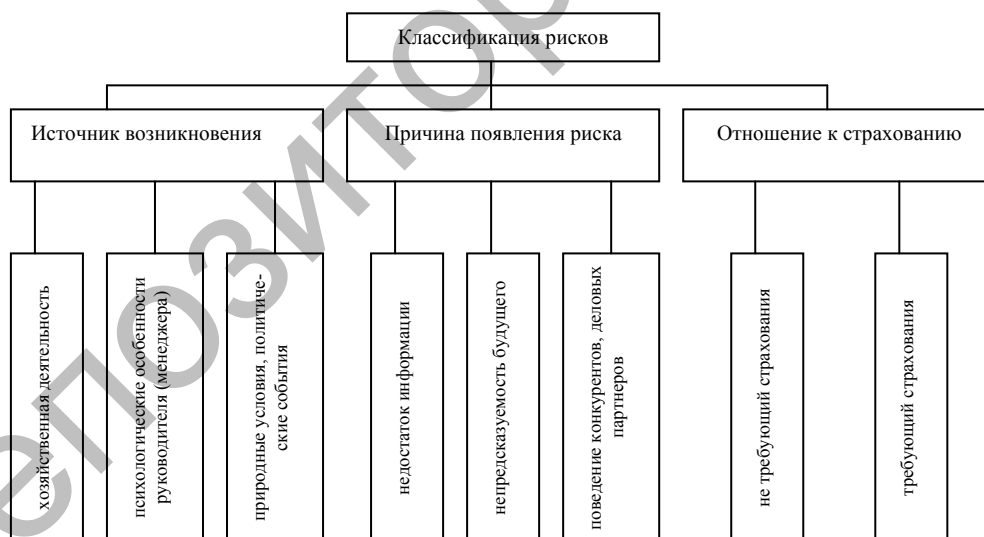 Классификация рисков
Источник возникновения
Причина появления риска
Отношение к страхованию
хозяйственная деятельность
психологические особенности
руководителя (менеджера)
природные условия, политиче-
ские события
недостаток информации
непредсказуемость будущего
поведение конкурентов, деловых
партнеров
не требующий страхования
требующий страхования
епозитор